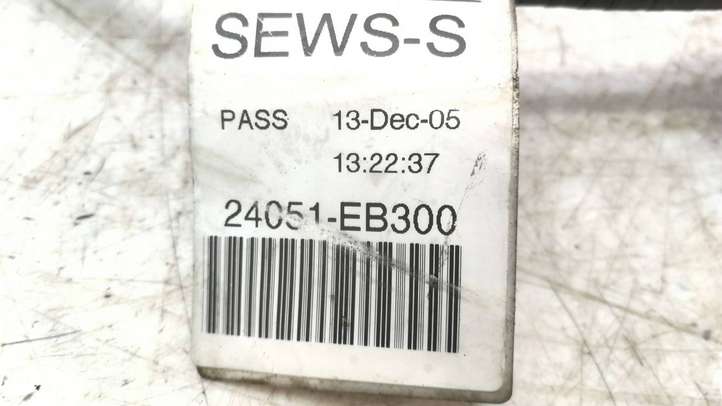 SEWS-S
PASS 13-Dec-05
13:22:37
24051-EB300